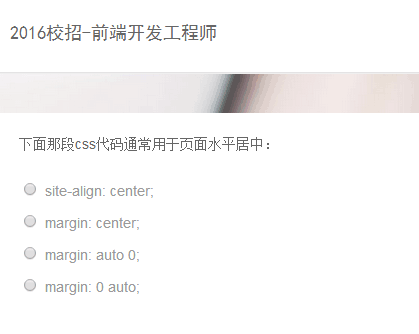 2016校招-前端开发工程师
下面那段css代码通常用于页面水平居中：
site-align: center;
margin: center;
margin: auto 0;
margin: 0 auto;